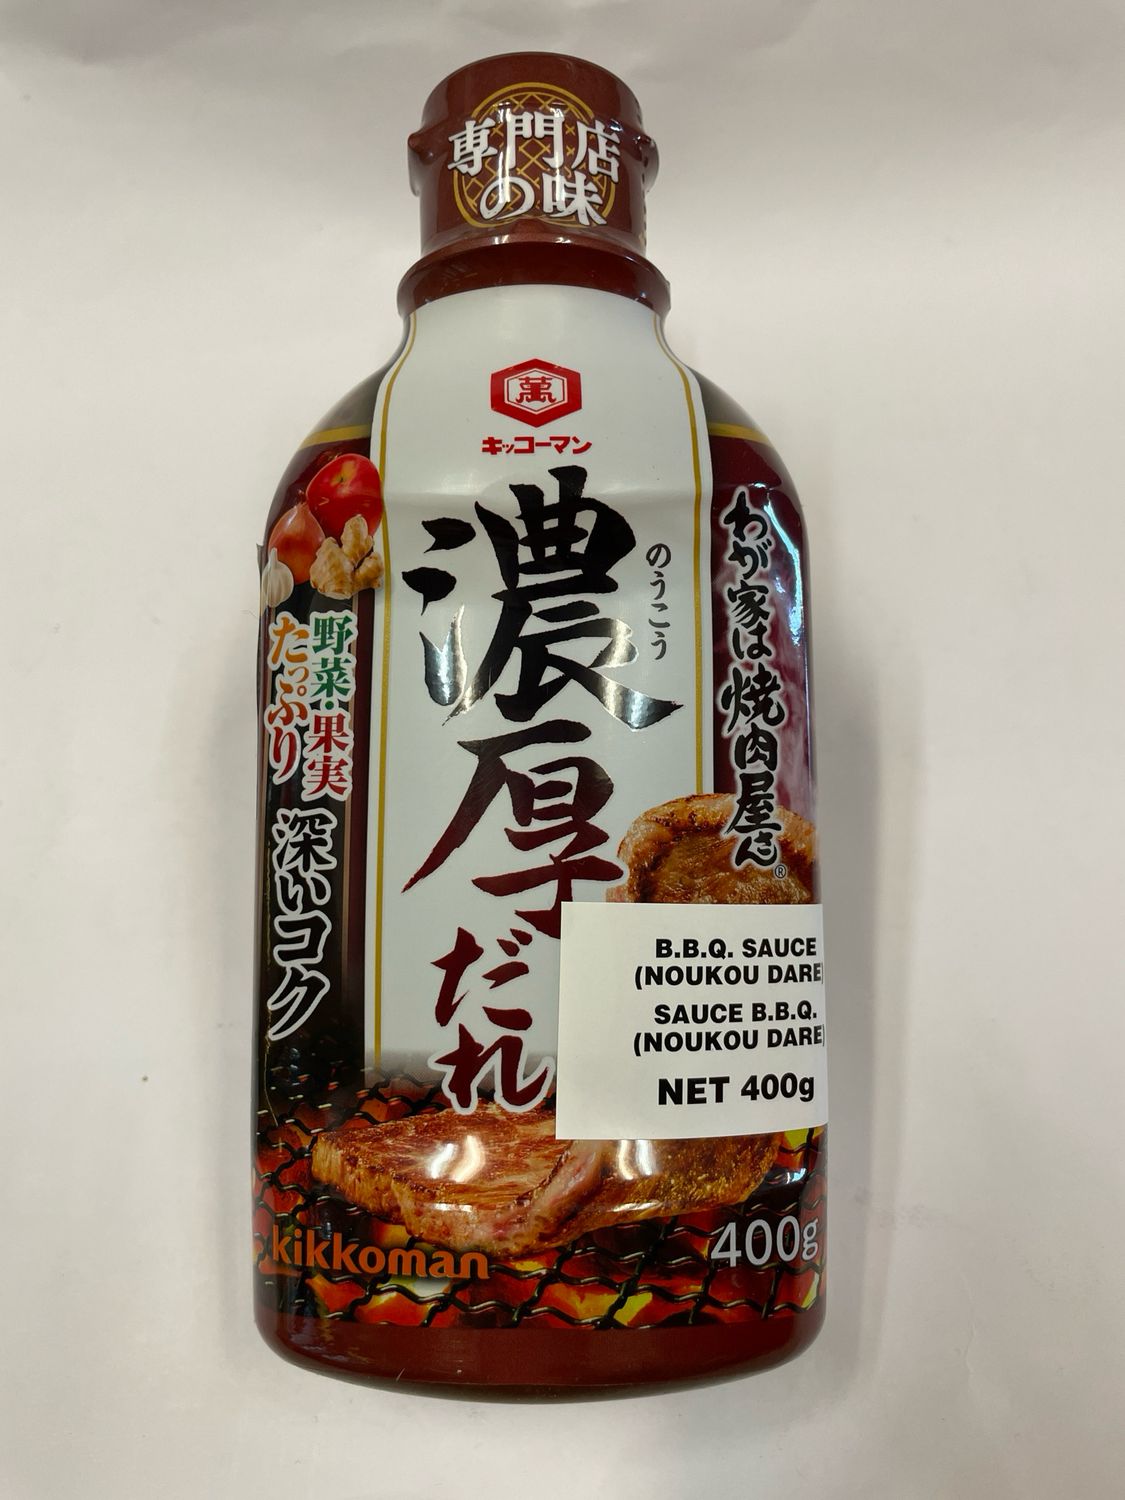 専門店
の味
萬
キッコーマン
濃厚だれ
のうこう
わが家は焼肉屋さん®
野菜・果実
たっぷり
深いコク
B.B.Q. SAUCE
(NOUKOU DARE)
SAUCE B.B.Q.
(NOUKOU DARE)
NET 400g
kikkoman
400g